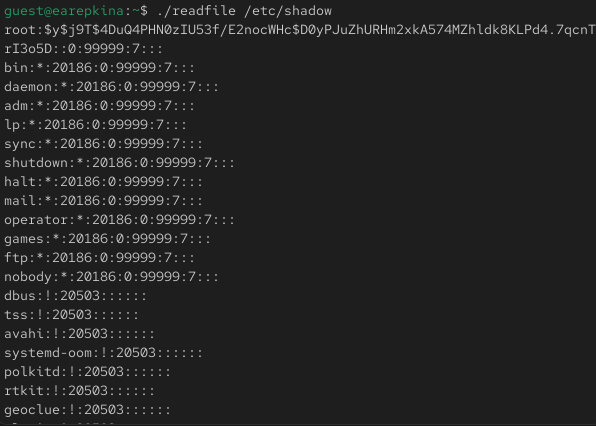 guest@earepkina:~$ ./readfile /etc/shadow
root:$y$j9T$4DuQ4PHN0zIU53f/E2nocWHc$D0yPJuZhURHm2xkA574MZhldk8KLPd4.7qcnT
rI3o5D::0:99999:7:::
bin:*:20186:0:99999:7:::
daemon:*:20186:0:99999:7:::
adm:*:20186:0:99999:7:::
lp:*:20186:0:99999:7:::
sync:*:20186:0:99999:7:::
shutdown:*:20186:0:99999:7:::
halt:*:20186:0:99999:7:::
mail:*:20186:0:99999:7:::
operator:*:20186:0:99999:7:::
games:*:20186:0:99999:7:::
ftp:*:20186:0:99999:7:::
nobody:*:20186:0:99999:7:::
dbus:!:20503::::::
tss:!:20503::::::
avahi:!:20503::::::
systemd-oom:!:20503::::::
polkitd:!:20503::::::
rtkit:!:20503::::::
geoclue:!:20503::::::